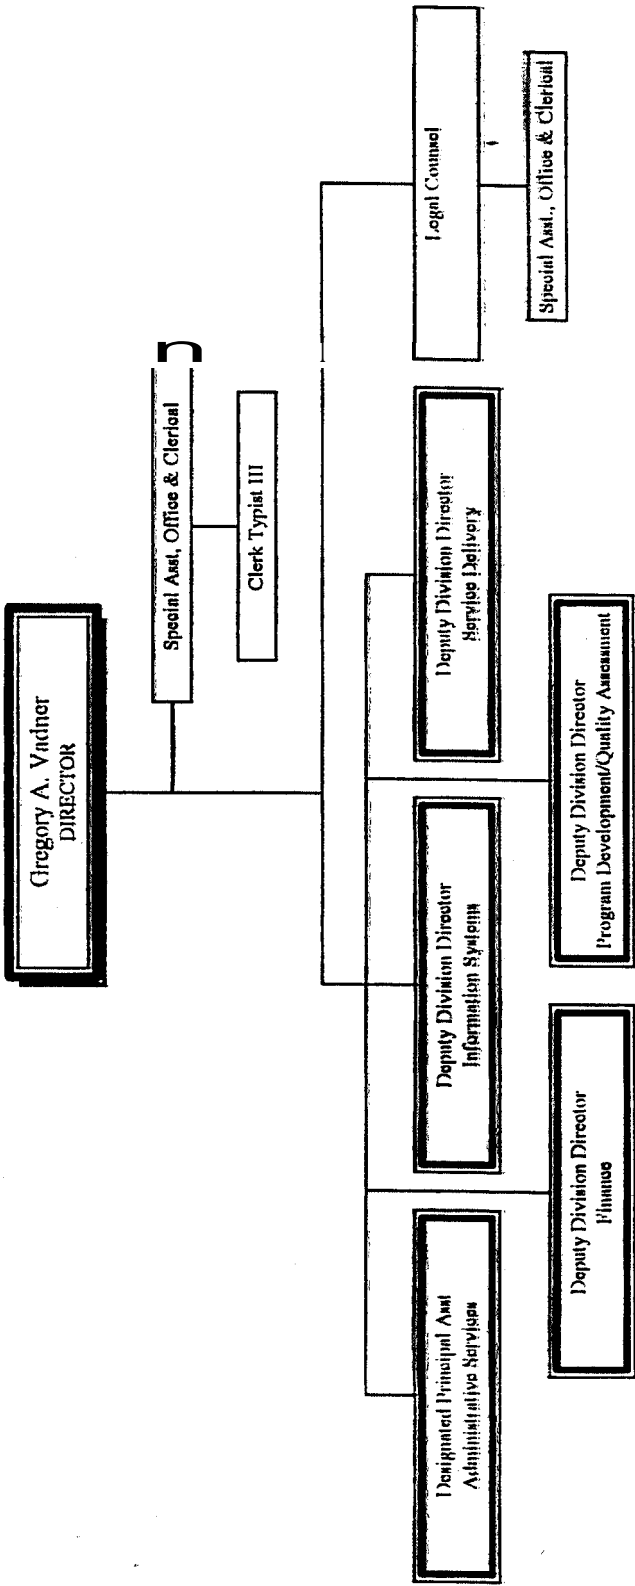 Gregory A. Vadner
DIRECTOR
Special Asst, Office & Clerical
Clerk Typist III
Designated Principal Asst
Administrative Services
Deputy Division Director
Information Systems
Deputy Division Director
Service Delivery
Legal Counsel
Deputy Division Director
Finance
Deputy Division Director
Program Development/Quality Assessment
Special Asst., Office & Clerical